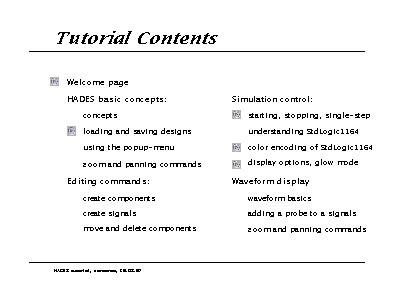 Tutorial Contents
Welcome page
HADES basic concepts:
concepts
loading and saving designs
using the popup-menu
zoom and panning commands
Editing commands:
create components
create signals
move and delete components
Simulation control:
starting, stopping, single-step
understanding StdLogic1164
color encoding of StdLogic1164
display options, glow mode
Waveform display
waveform basics
adding a probe to a signals
zoom and panning commands
HADES tutorial,